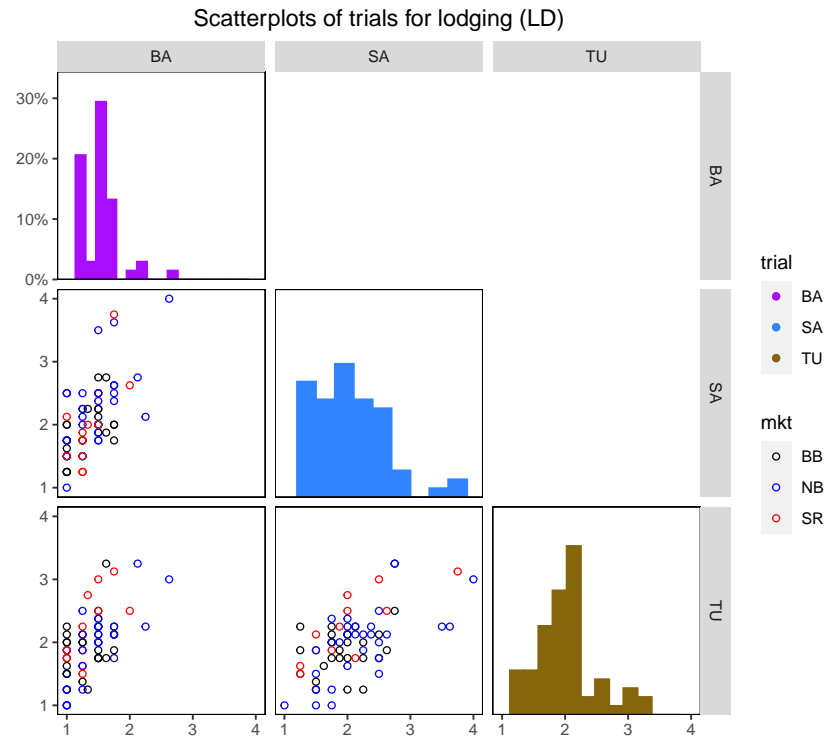 Scatterplots of trials for lodging (LD)
BA SA TU
30%
20%
10%
0%
BA
4
3
2
1
SA
4
3
2
1
TU
1 2 3 4 1 2 3 4 1 2 3 4
trial
BA
SA
TU
mkt
BB
NB
SR